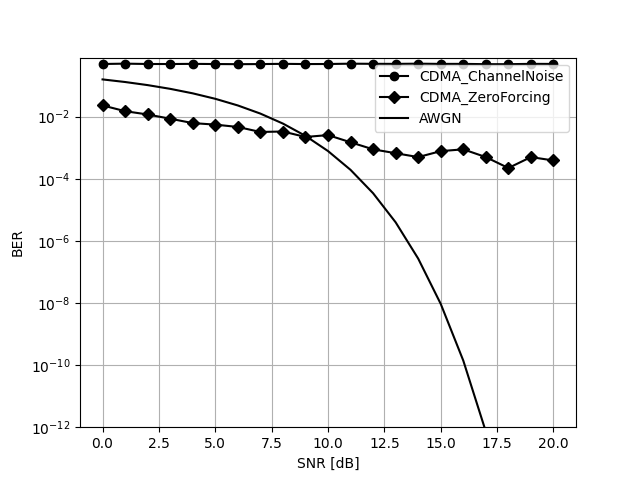 CDMA_ChannelNoise
CDMA_ZeroForcing
AWGN
10⁻²
10⁻⁴
10⁻⁶
10⁻⁸
10⁻¹⁰
10⁻¹²
BER
0.0 2.5 5.0 7.5 10.0 12.5 15.0 17.5 20.0
SNR [dB]